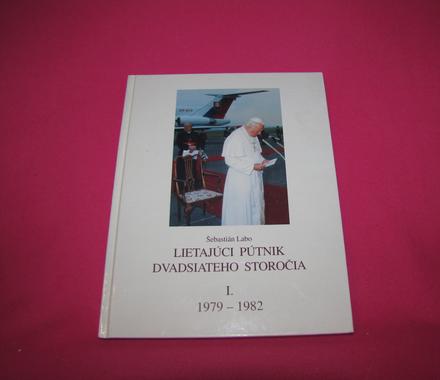 Šebastián Labo
LIETAJÚCI PÚTNIK
DVADSIATEHO STOROČIA
I.
1979 – 1982